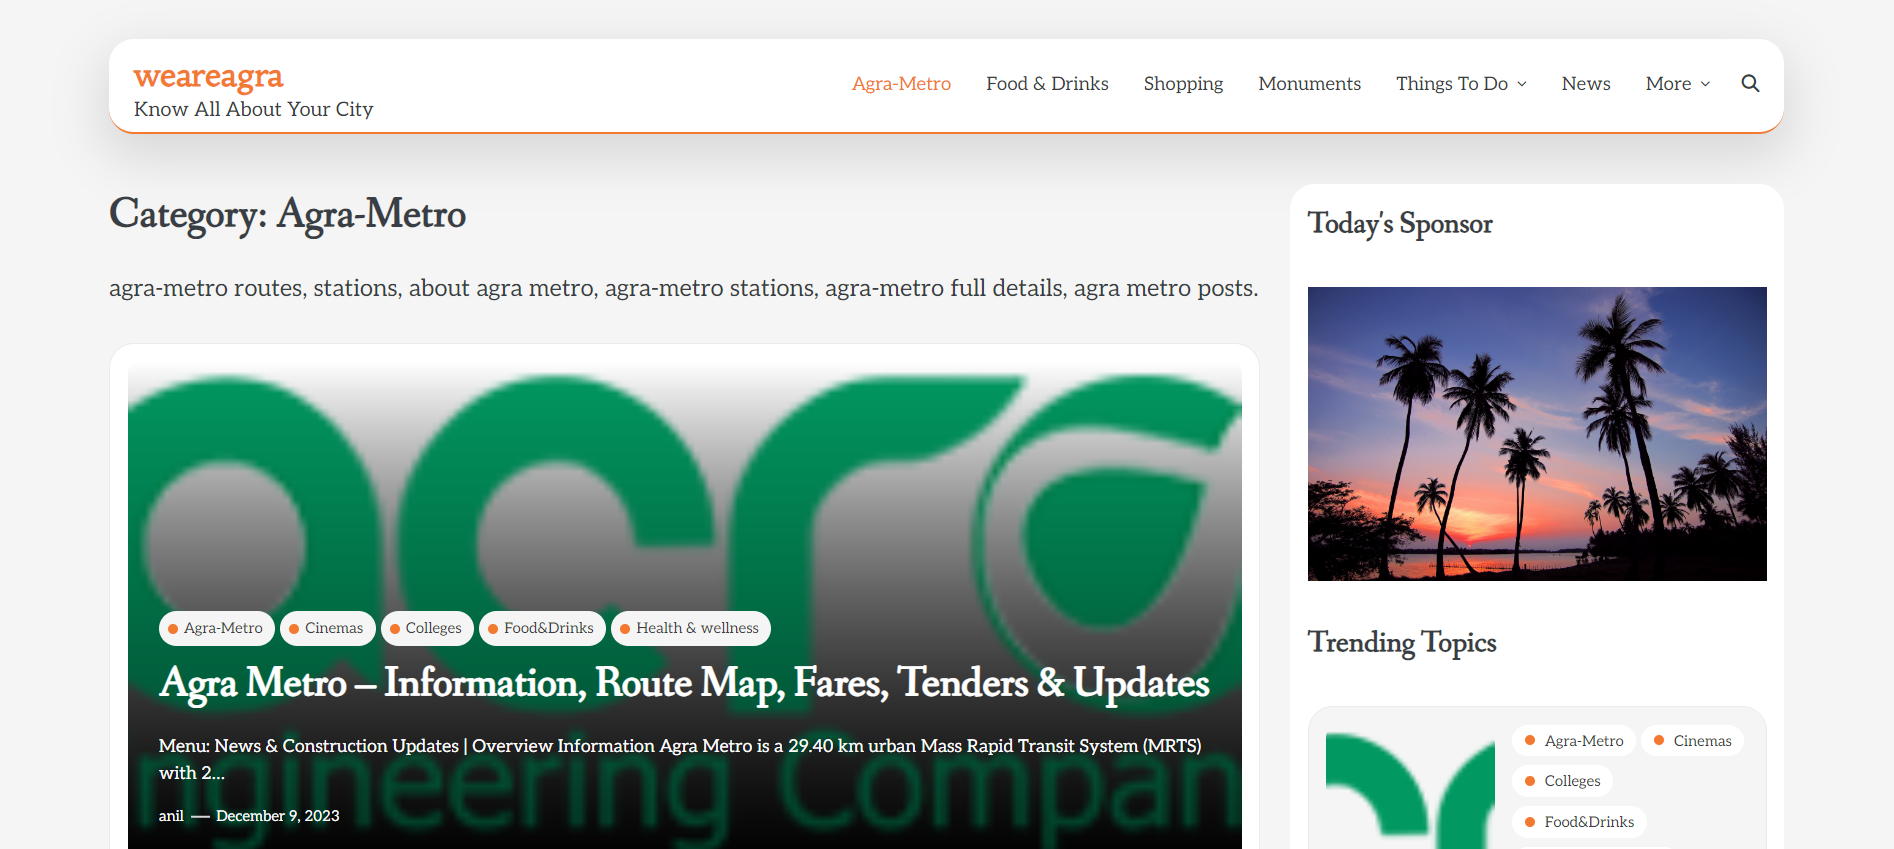 weareagra
Know All About Your City
Agra-Metro Food & Drinks Shopping Monuments Things To Do News More
Category: Agra-Metro
agra-metro routes, stations, about agra metro, agra-metro stations, agra-metro full details, agra metro posts.
acro
Agra-Metro Cinemas Colleges Food&Drinks Health & wellness
Agra Metro – Information, Route Map, Fares, Tenders & Updates
Menu: News & Construction Updates | Overview Information Agra Metro is a 29.40 km urban Mass Rapid Transit System (MRTS)
with 2...
ngineering Compan
anil — December 9, 2023
Today's Sponsor
Trending Topics
Agra-Metro Cinemas
Colleges
Food&Drinks